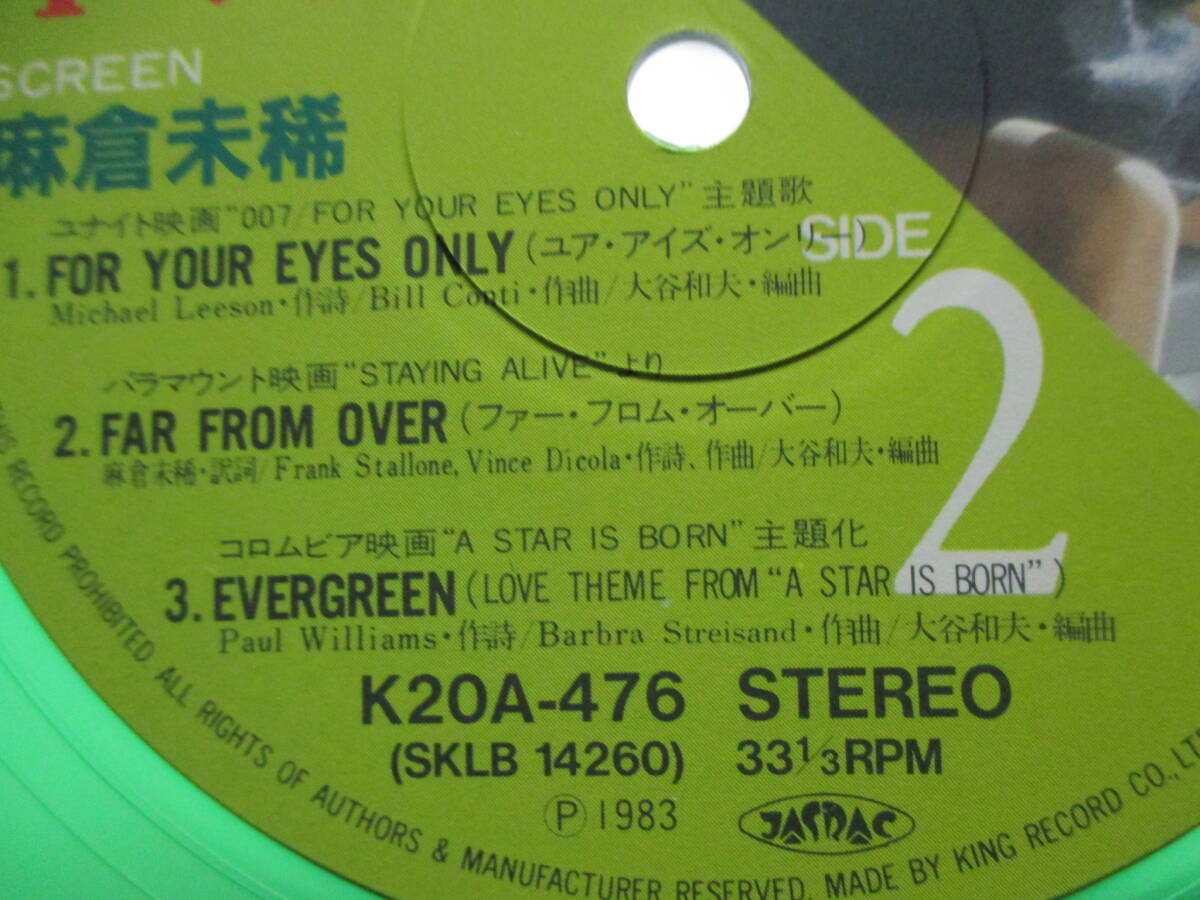 SCREEN
麻倉未稀
ユナイト映画"007/FOR YOUR EYES ONLY"主題歌
1. FOR YOUR EYES ONLY (ユア・アイズ・オンリー)
Michael Leeson・作詩/Bill Conti・作曲/大谷和夫・編曲
SIDE
2
パラマウント映画"STAYING ALIVE"より
2. FAR FROM OVER (ファー・フロム・オーバー)
麻倉未稀・訳詞/Frank Stallone, Vince Dicola・作詩、作曲/大谷和夫・編曲
コロムビア映画"A STAR IS BORN"主題化
3. EVERGREEN (LOVE THEME FROM "A STAR IS BORN")
Paul Williams・作詩/Barbra Streisand・作曲/大谷和夫・編曲
K20A-476 STEREO
(SKLB 14260) 33 1/3 RPM
Ⓟ1983 JASRAC
THIS RECORD PROHIBITED. ALL RIGHTS OF AUTHORS & MANUFACTURER RESERVED. MADE BY KING RECORD CO., LT